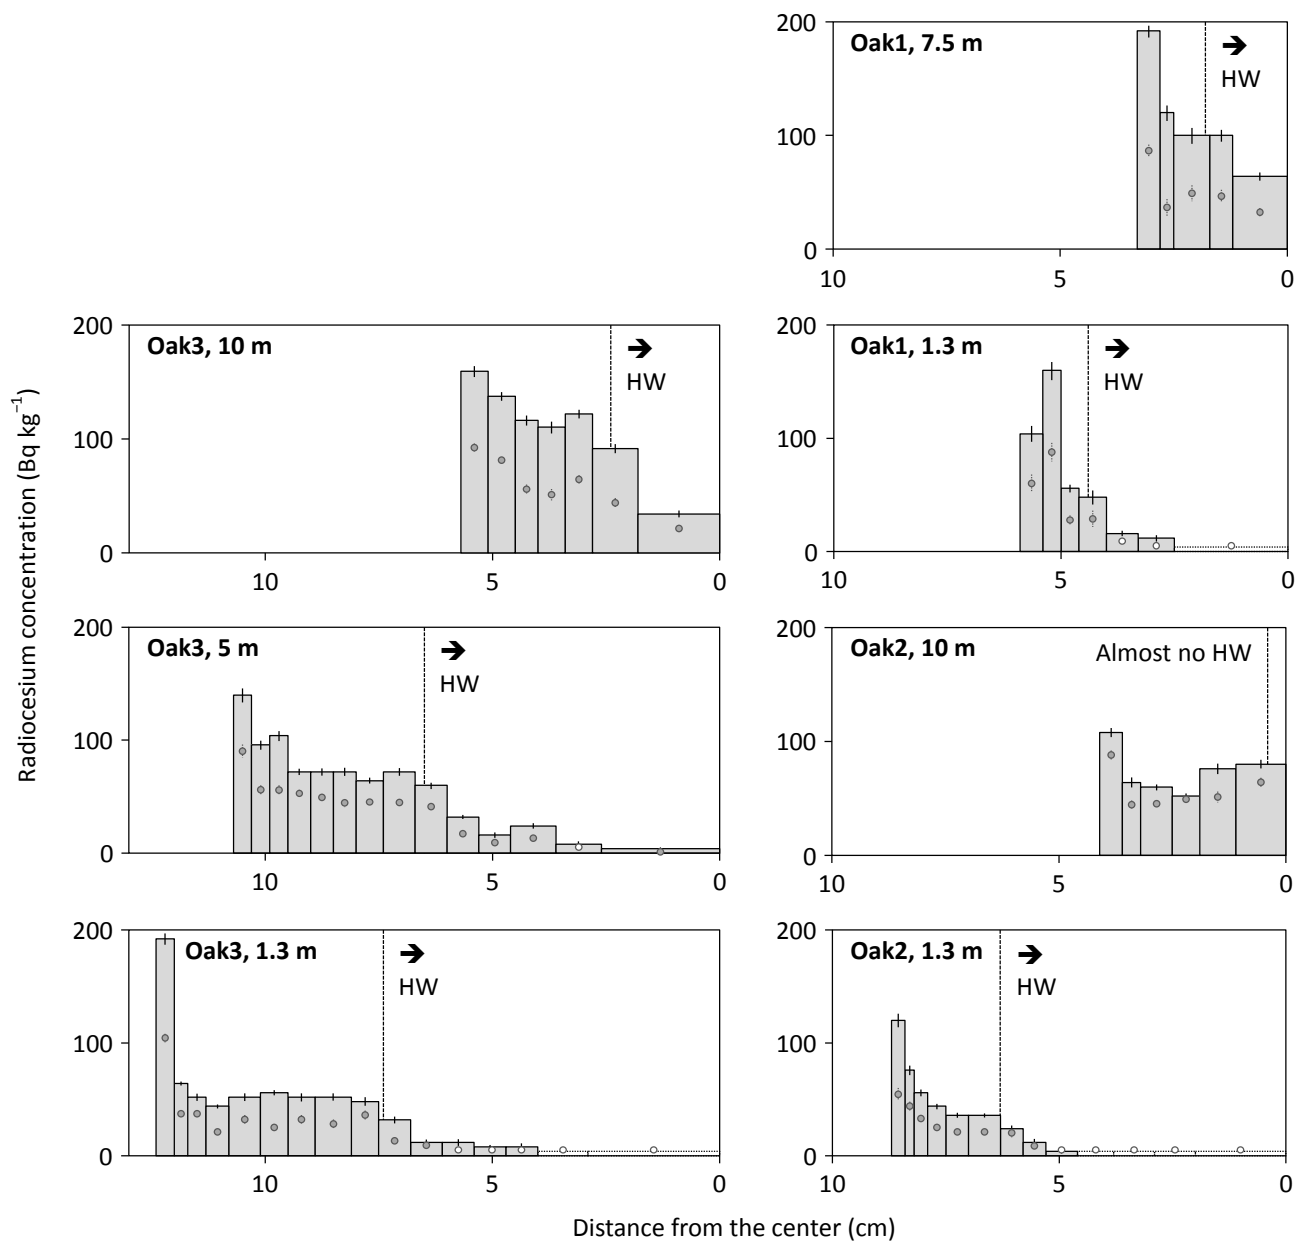 Radiocesium concentration (Bq kg⁻¹)
Oak1, 7.5 m
➔
HW
200
100
0
10 5 0
Oak3, 10 m
➔
HW
200
100
0
10 5 0
Oak1, 1.3 m
➔
HW
200
100
0
10 5 0
Oak3, 5 m
➔
HW
200
100
0
10 5 0
Oak2, 10 m
Almost no HW
200
100
0
10 5 0
Oak3, 1.3 m
➔
HW
200
100
0
10 5 0
Oak2, 1.3 m
➔
HW
200
100
0
10 5 0
Distance from the center (cm)